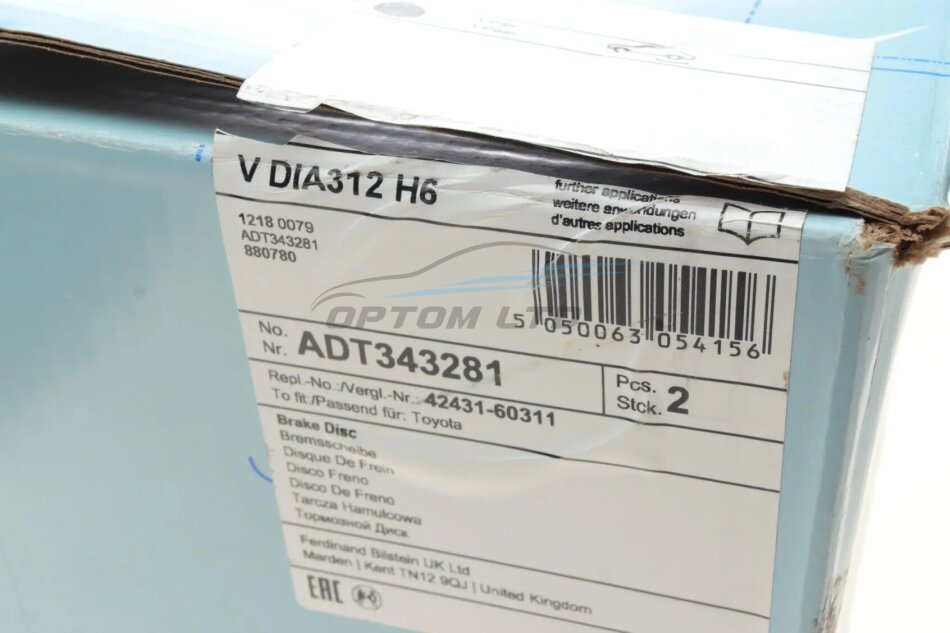 V DIA312 H6
further applications
weitere anwendungen
d'autres applications
1218 0079
ADT343281
880780
OPTOM LTD
5 050063 054156
No.
Nr. ADT343281
Pcs.
Stck. 2
Repl.-No.:/Vergl.-Nr.: 42431-60311
To fit:/Passend für: Toyota
Brake Disc
Bremsscheibe
Disque De Frein
Disco Freno
Disco De Freno
Tarcza Hamulcowa
Тормозной Диск
Ferdinand Bilstein UK Ltd
Marden | Kent TN12 9QJ | United Kingdom
EAC